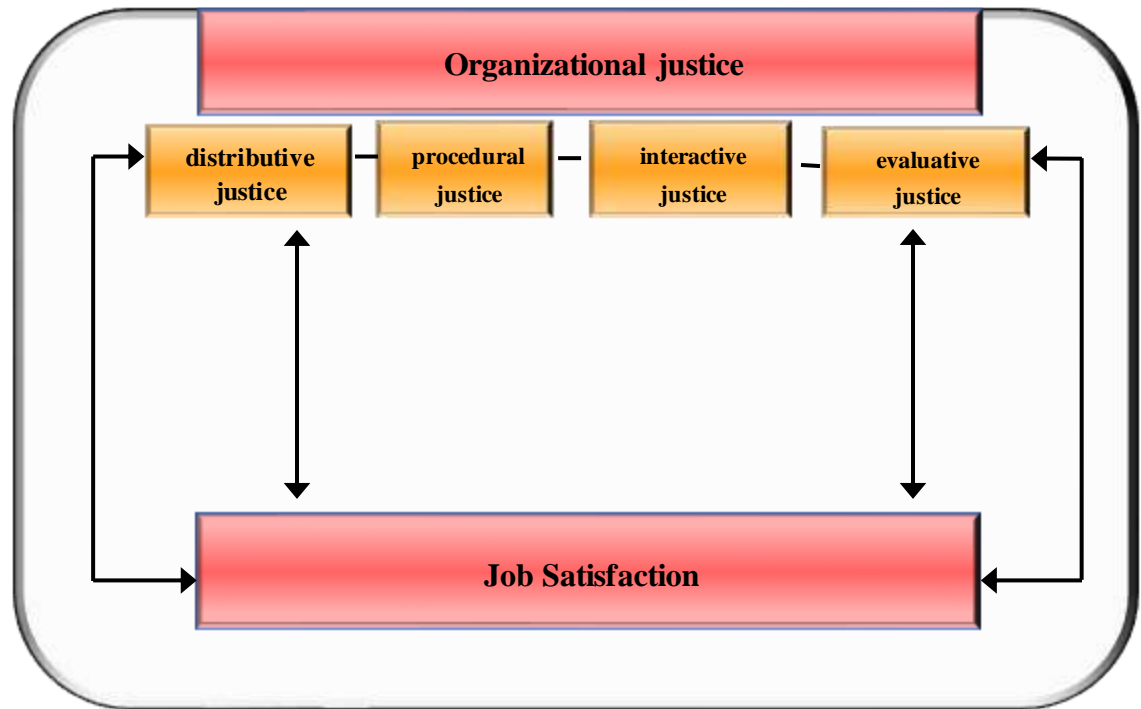 Organizational justice
distributive
justice
procedural
justice
interactive
justice
evaluative
justice
Job Satisfaction